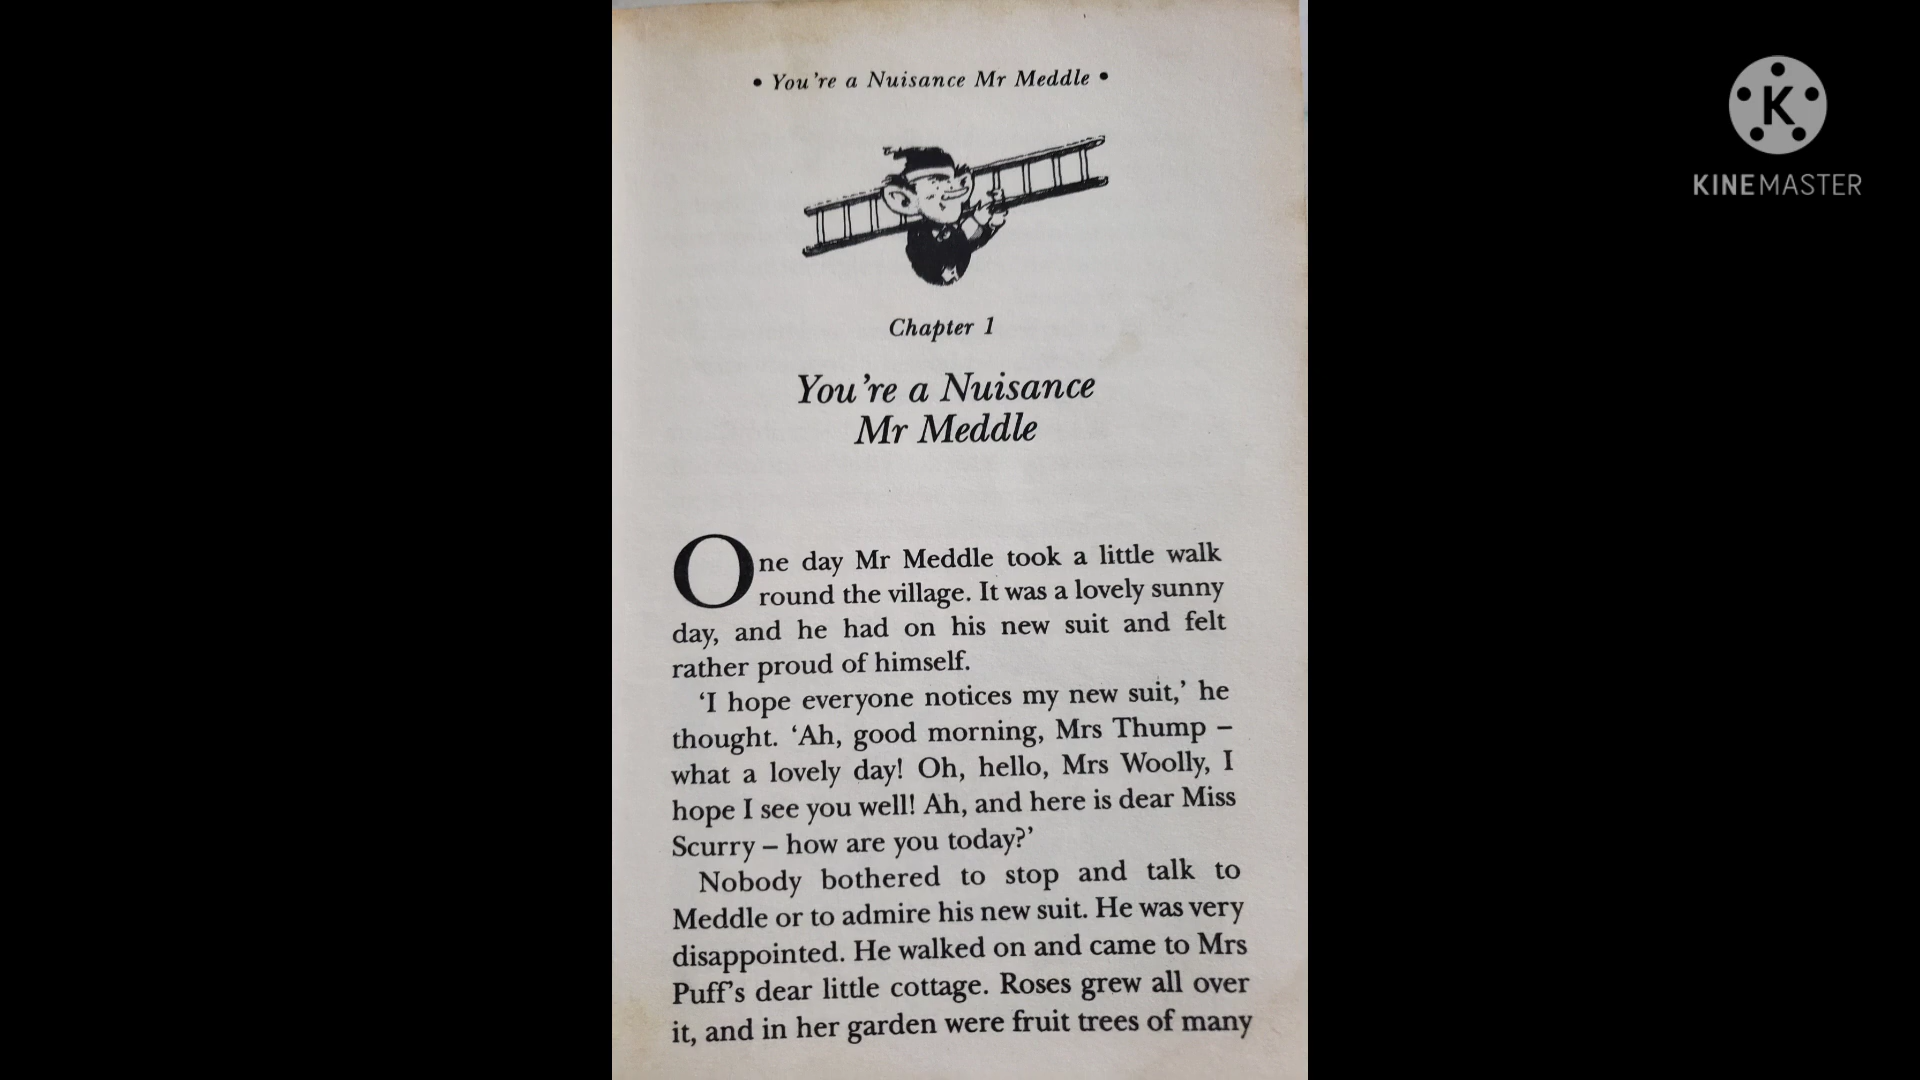 • You're a Nuisance Mr Meddle •
Chapter 1
You're a Nuisance
Mr Meddle
One day Mr Meddle took a little walk
round the village. It was a lovely sunny
day, and he had on his new suit and felt
rather proud of himself.
‘I hope everyone notices my new suit,’ he
thought. ‘Ah, good morning, Mrs Thump –
what a lovely day! Oh, hello, Mrs Woolly, I
hope I see you well! Ah, and here is dear Miss
Scurry – how are you today?’
Nobody bothered to stop and talk to
Meddle or to admire his new suit. He was very
disappointed. He walked on and came to Mrs
Puff's dear little cottage. Roses grew all over
it, and in her garden were fruit trees of many
K
KINEMASTER